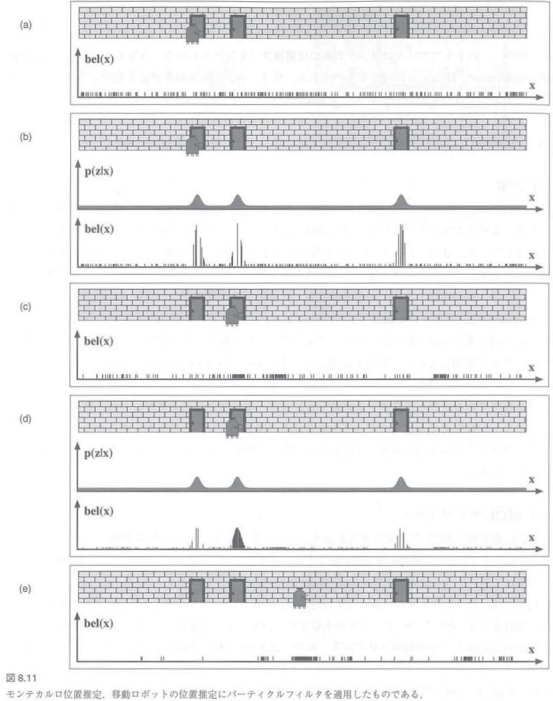 (a)
bel(x)
x
(b)
p(z|x)
x
bel(x)
x
(c)
bel(x)
x
(d)
p(z|x)
x
bel(x)
x
(e)
bel(x)
x
図 8.11
モンテカルロ位置推定．移動ロボットの位置推定にパーティクルフィルタを適用したものである．